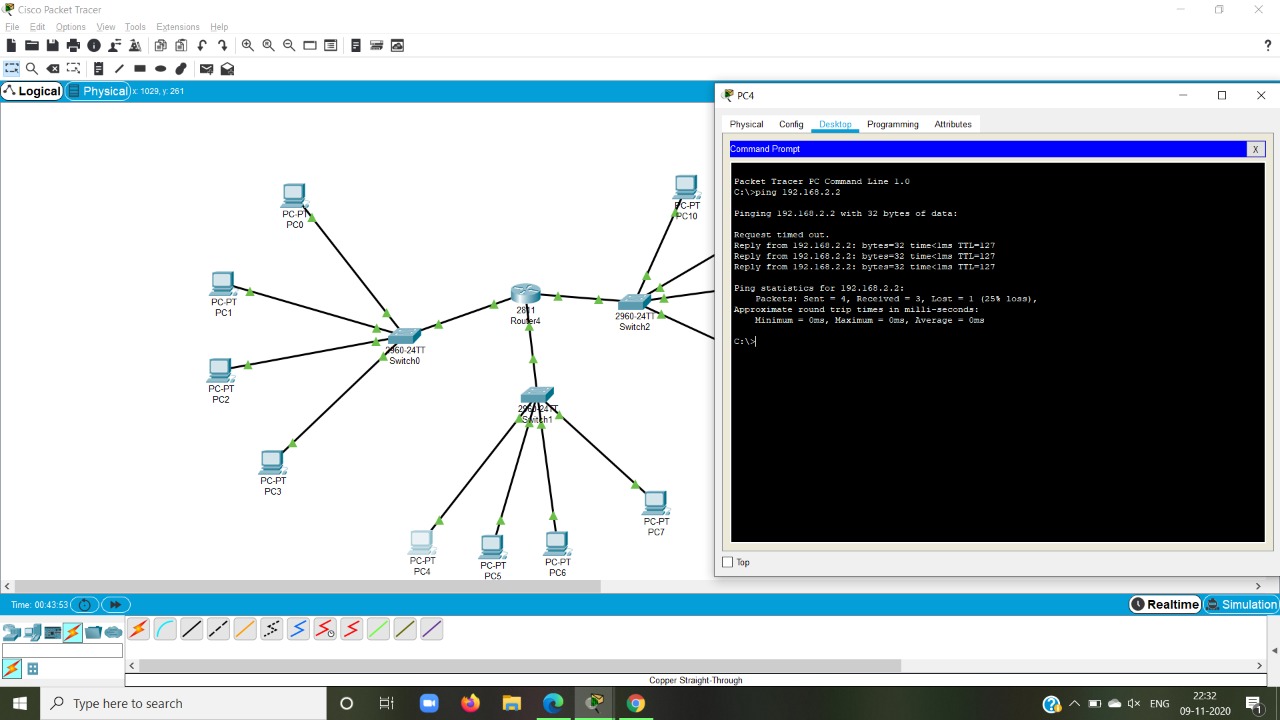 Cisco Packet Tracer
File Edit Options View Tools Extensions Help
?
Logical Physical x: 1029, y: 261
PC4
Physical Config Desktop Programming Attributes
Command Prompt X
Packet Tracer PC Command Line 1.0
C:\>ping 192.168.2.2
Pinging 192.168.2.2 with 32 bytes of data:
Request timed out.
Reply from 192.168.2.2: bytes=32 time<1ms TTL=127
Reply from 192.168.2.2: bytes=32 time<1ms TTL=127
Reply from 192.168.2.2: bytes=32 time<1ms TTL=127
Ping statistics for 192.168.2.2:
Packets: Sent = 4, Received = 3, Lost = 1 (25% loss),
Approximate round trip times in milli-seconds:
Minimum = 0ms, Maximum = 0ms, Average = 0ms
C:\>
Top
PC-PT
PC0
PC-PT
PC10
PC-PT
PC1
2811
Router4
2960-24TT
Switch2
2960-24TT
Switch0
PC-PT
PC2
2960-24TT
Switch1
PC-PT
PC3
PC-PT
PC7
PC-PT
PC4
PC-PT
PC5
PC-PT
PC6
Time: 00:43:53
Realtime Simulation
Copper Straight-Through
Type here to search
ENG
22:32
09-11-2020
1